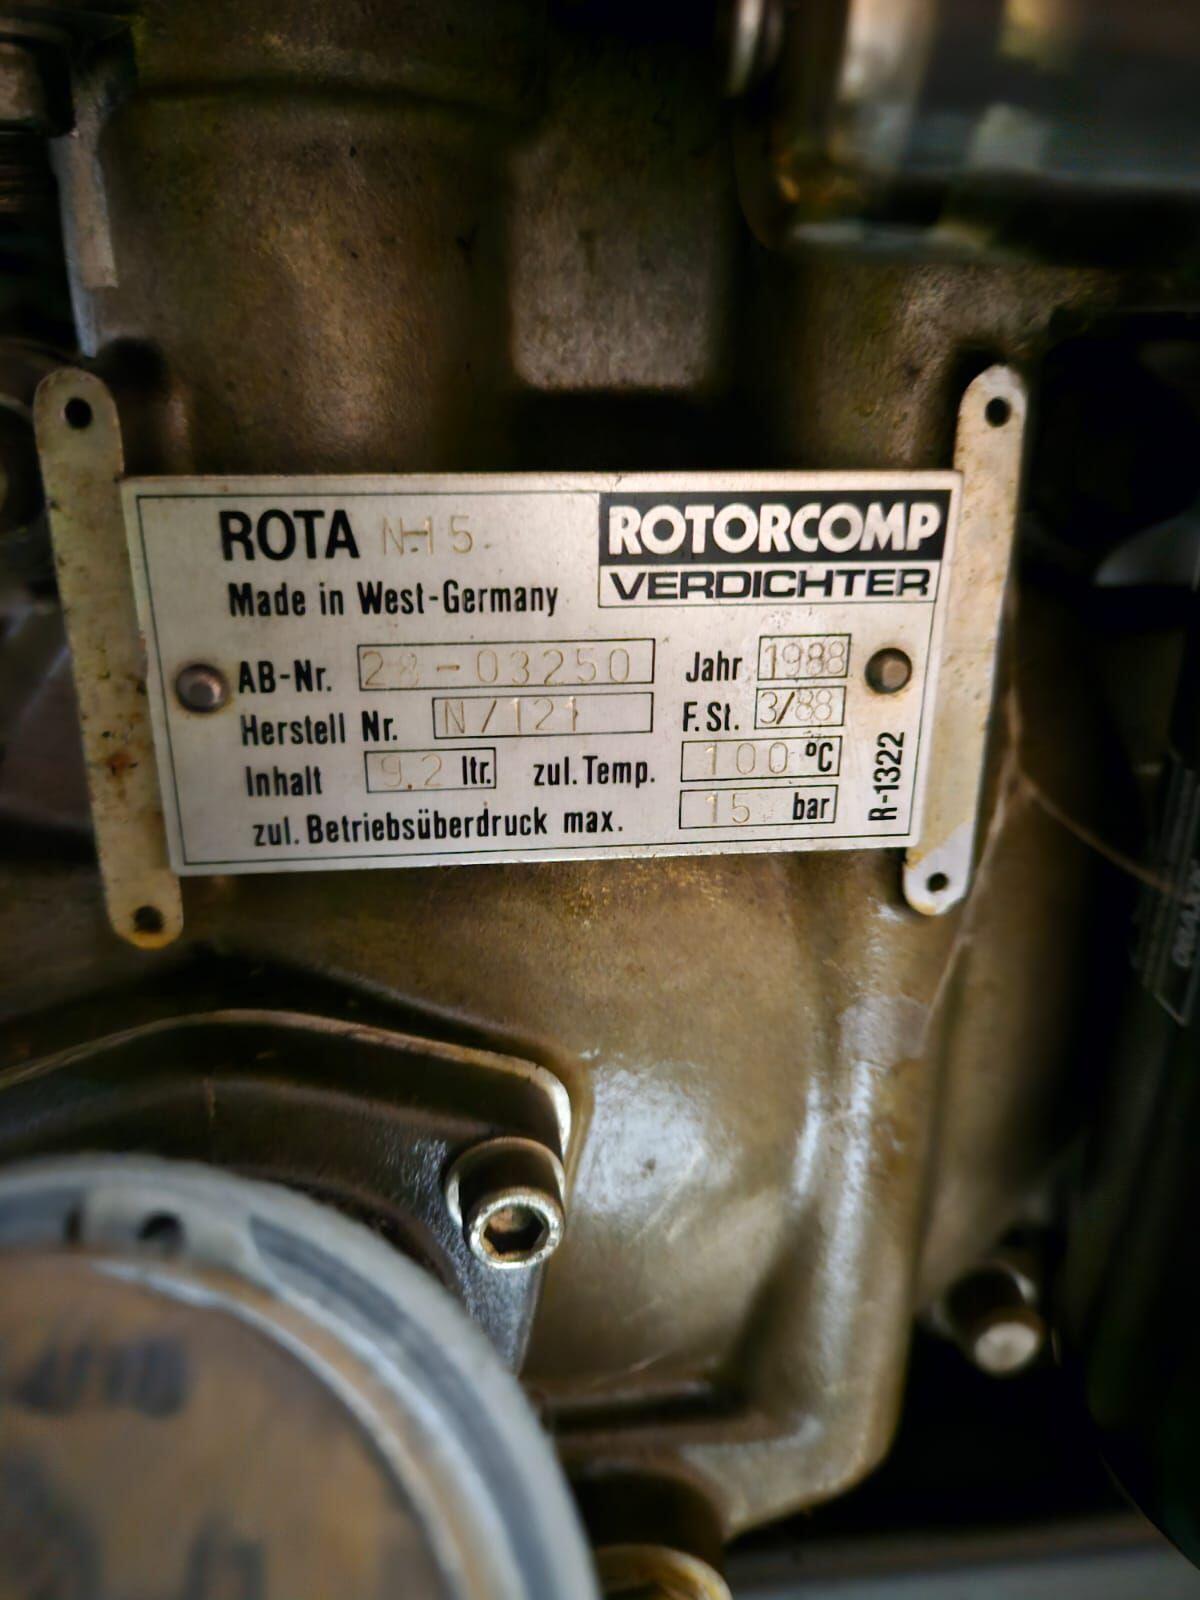 ROTA N-15
ROTORCOMP
VERDICHTER
Made in West-Germany
AB-Nr. 28-03250
Jahr 1988
Herstell Nr. N/121
F.St. 3/88
Inhalt 9.2 ltr.
zul. Temp. 100 °C
zul. Betriebsüberdruck max. 15 bar
R-1322